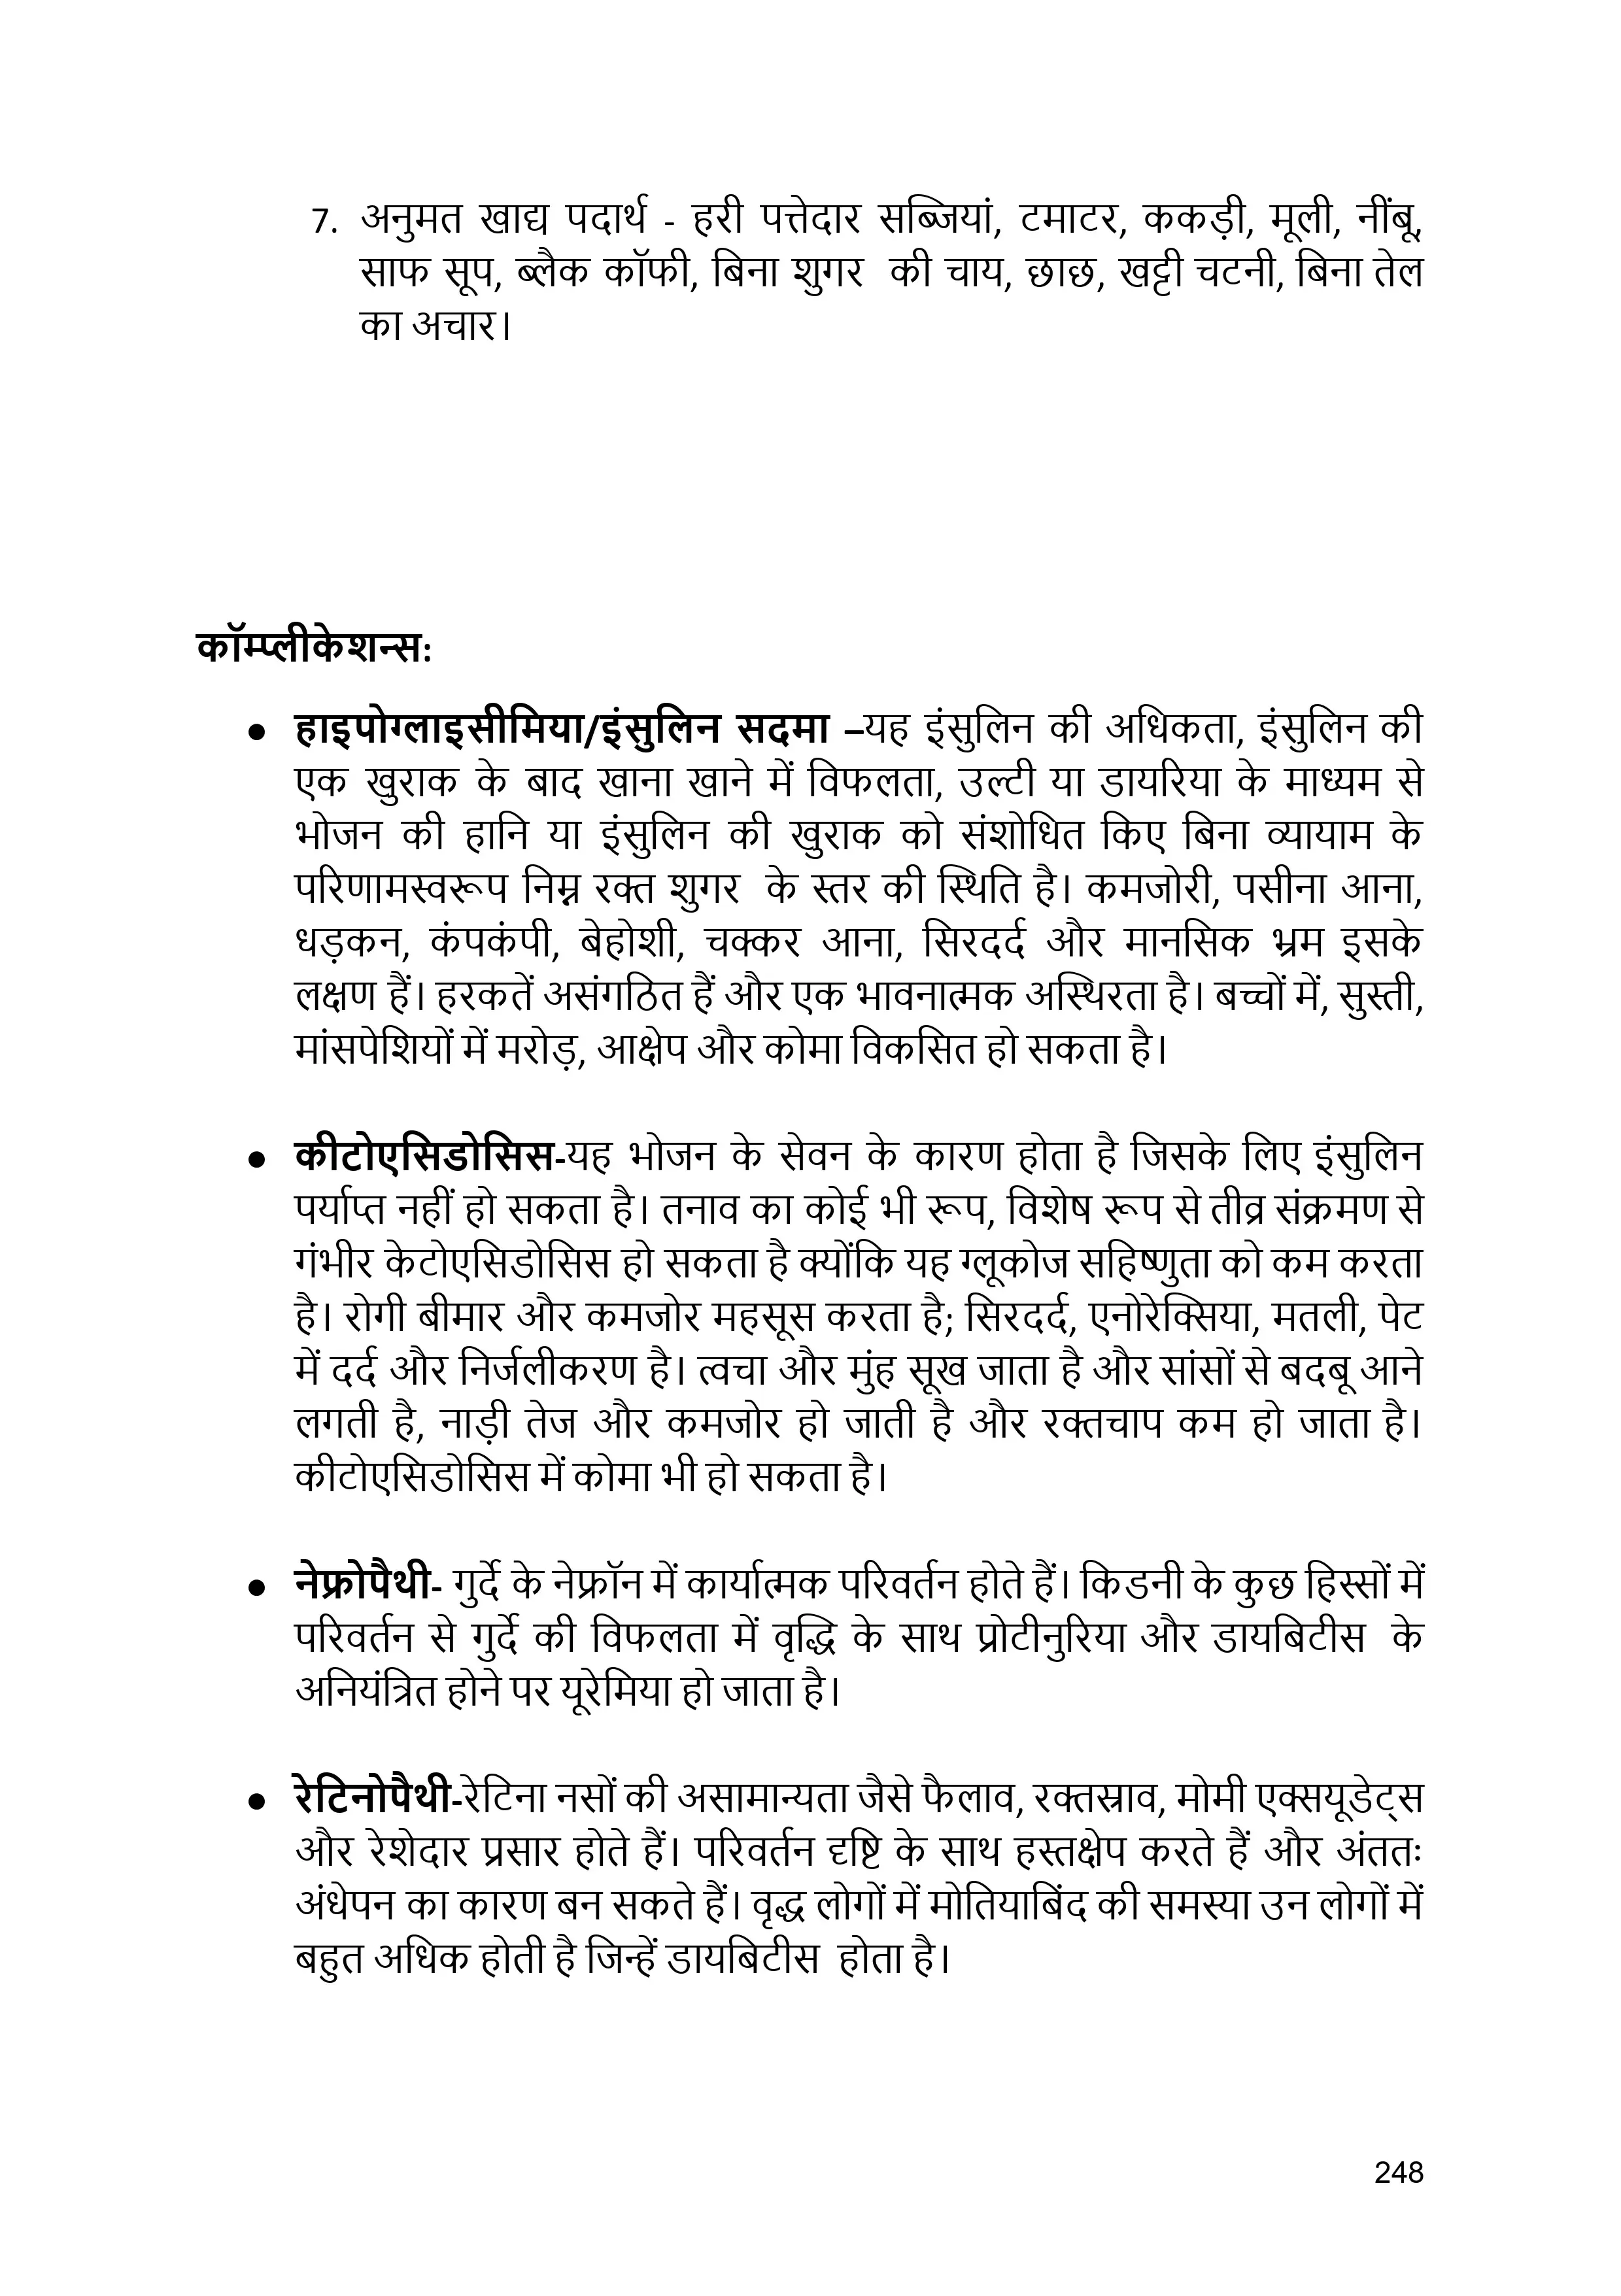 7. अनुमत खाद्य पदार्थ - हरी पत्तेदार सब्जियां, टमाटर, ककड़ी, मूली, नींबू,
साफ सूप, ब्लैक कॉफी, बिना शुगर की चाय, छाछ, खट्टी चटनी, बिना तेल
का अचार।
कॉम्प्लीकेशन्स:
● हाइपोग्लाइसीमिया/इंसुलिन सदमा –यह इंसुलिन की अधिकता, इंसुलिन की
एक खुराक के बाद खाना खाने में विफलता, उल्टी या डायरिया के माध्यम से
भोजन की हानि या इंसुलिन की खुराक को संशोधित किए बिना व्यायाम के
परिणामस्वरूप निम्न रक्त शुगर के स्तर की स्थिति है। कमजोरी, पसीना आना,
धड़कन, कंपकंपी, बेहोशी, चक्कर आना, सिरदर्द और मानसिक भ्रम इसके
लक्षण हैं। हरकतें असंगठित हैं और एक भावनात्मक अस्थिरता है। बच्चों में, सुस्ती,
मांसपेशियों में मरोड़, आक्षेप और कोमा विकसित हो सकता है।
● कीटोएसिडोसिस-यह भोजन के सेवन के कारण होता है जिसके लिए इंसुलिन
पर्याप्त नहीं हो सकता है। तनाव का कोई भी रूप, विशेष रूप से तीव्र संक्रमण से
गंभीर केटोएसिडोसिस हो सकता है क्योंकि यह ग्लूकोज सहिष्णुता को कम करता
है। रोगी बीमार और कमजोर महसूस करता है; सिरदर्द, एनोरेक्सिया, मतली, पेट
में दर्द और निर्जलीकरण है। त्वचा और मुंह सूख जाता है और सांसों से बदबू आने
लगती है, नाड़ी तेज और कमजोर हो जाती है और रक्तचाप कम हो जाता है।
कीटोएसिडोसिस में कोमा भी हो सकता है।
● नेफ्रोपैथी- गुर्दे के नेफ्रॉन में कार्यात्मक परिवर्तन होते हैं। किडनी के कुछ हिस्सों में
परिवर्तन से गुर्दे की विफलता में वृद्धि के साथ प्रोटीनुरिया और डायबिटीस के
अनियंत्रित होने पर यूरेमिया हो जाता है।
● रेटिनोपैथी-रेटिना नसों की असामान्यता जैसे फैलाव, रक्तस्राव, मोमी एक्सयूडेट्स
और रेशेदार प्रसार होते हैं। परिवर्तन दृष्टि के साथ हस्तक्षेप करते हैं और अंततः
अंधेपन का कारण बन सकते हैं। वृद्ध लोगों में मोतियाबिंद की समस्या उन लोगों में
बहुत अधिक होती है जिन्हें डायबिटीस होता है।
248